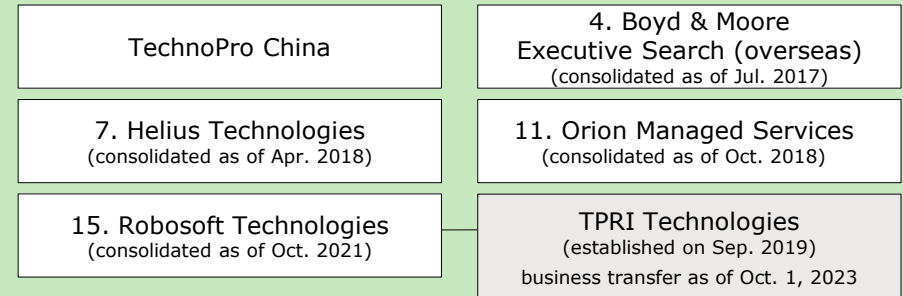 TechnoPro China
4. Boyd & Moore
Executive Search (overseas)
(consolidated as of Jul. 2017)
7. Helius Technologies
(consolidated as of Apr. 2018)
11. Orion Managed Services
(consolidated as of Oct. 2018)
15. Robosoft Technologies
(consolidated as of Oct. 2021)
TPRI Technologies
(established on Sep. 2019)
business transfer as of Oct. 1, 2023